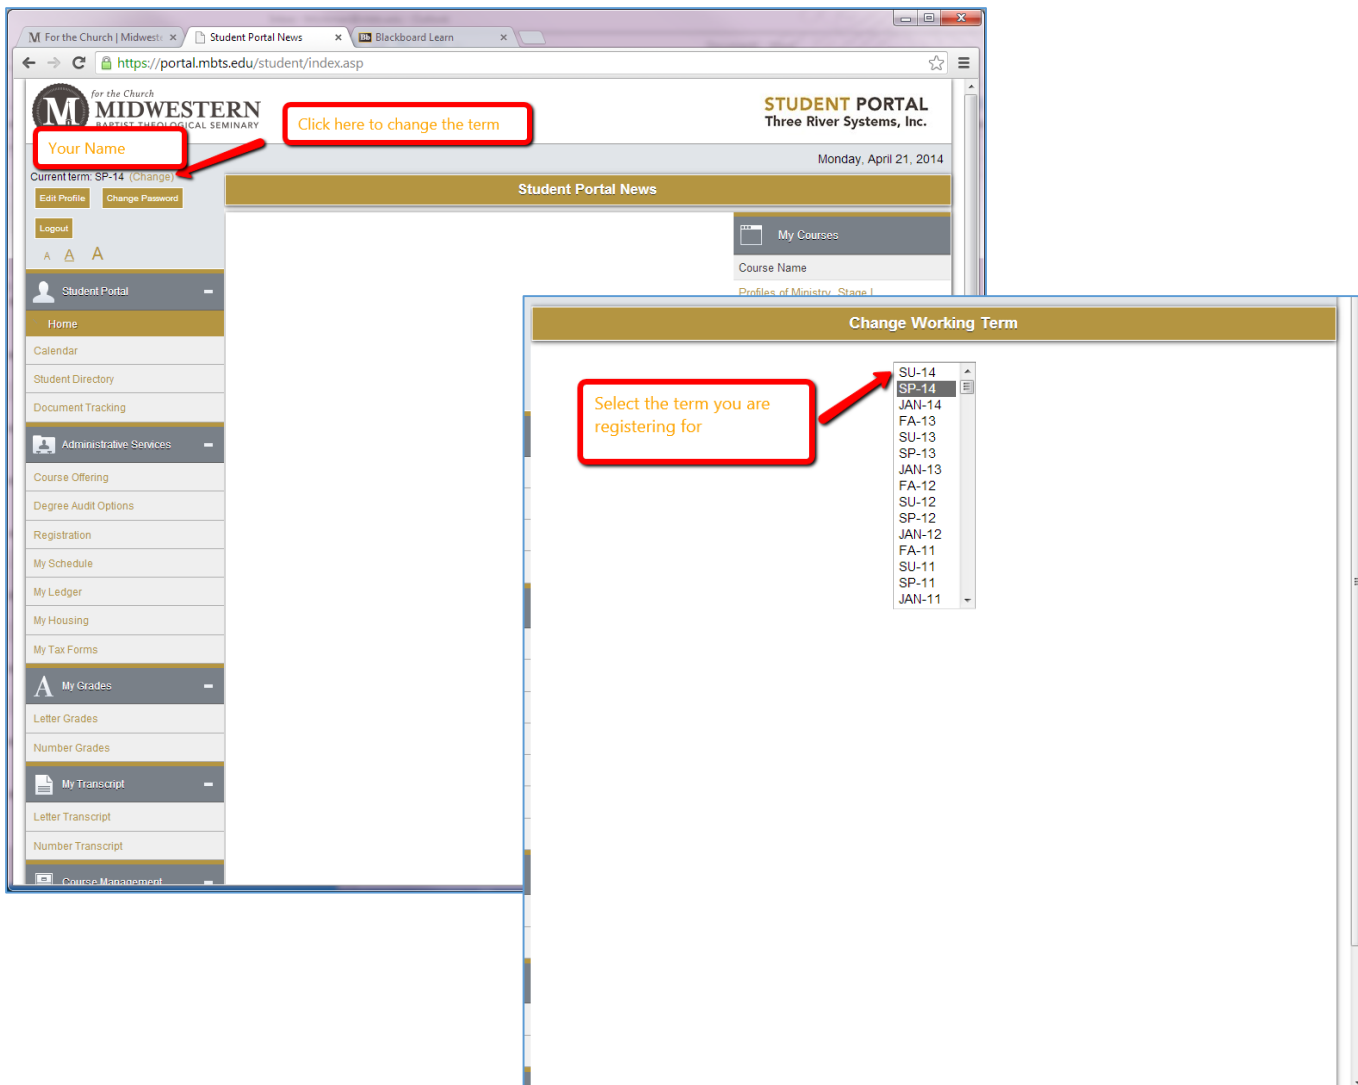 For the Church | Midweste
Student Portal News
Blackboard Learn
https://portal.mbts.edu/student/index.asp
for the Church
MIDWESTERN
BAPTIST THEOLOGICAL SEMINARY
STUDENT PORTAL
Three River Systems, Inc.
Click here to change the term
Your Name
Monday, April 21, 2014
Current term: SP-14 (Change)
Edit Profile
Change Password
Student Portal News
Logout
A A A
My Courses
Course Name
Profiles of Ministry, Stage I
Student Portal
Home
Calendar
Student Directory
Document Tracking
Administrative Services
Course Offering
Degree Audit Options
Registration
My Schedule
My Ledger
My Housing
My Tax Forms
A My Grades
Letter Grades
Number Grades
My Transcript
Letter Transcript
Number Transcript
Course Management
Change Working Term
Select the term you are
registering for
SU-14
SP-14
JAN-14
FA-13
SU-13
SP-13
JAN-13
FA-12
SU-12
SP-12
JAN-12
FA-11
SU-11
SP-11
JAN-11